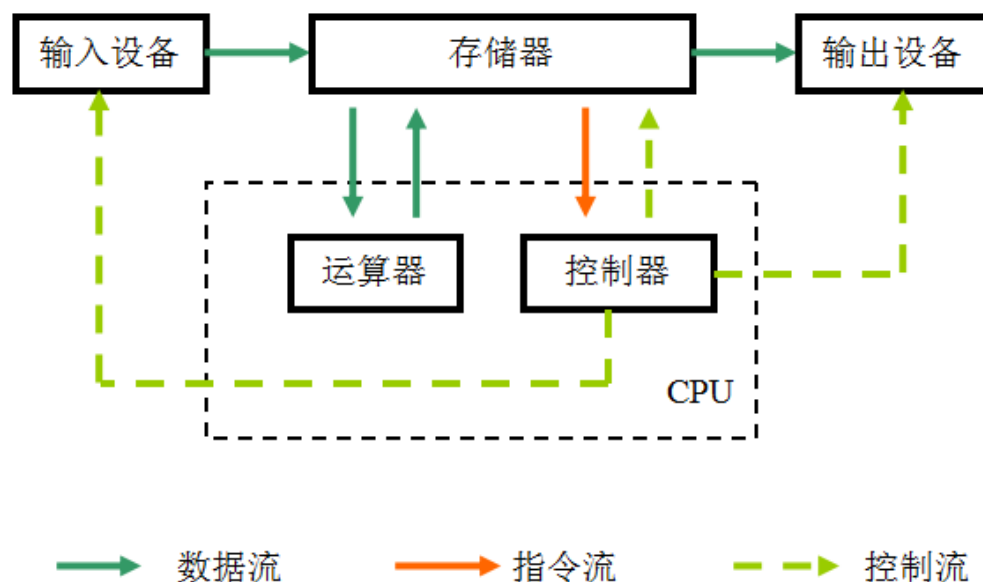 输入设备
存储器
输出设备
运算器
控制器
CPU
数据流
指令流
控制流